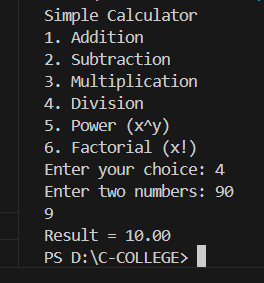 Simple Calculator
1. Addition
2. Subtraction
3. Multiplication
4. Division
5. Power (x^y)
6. Factorial (x!)
Enter your choice: 4
Enter two numbers: 90
9
Result = 10.00
PS D:\C-COLLEGE>